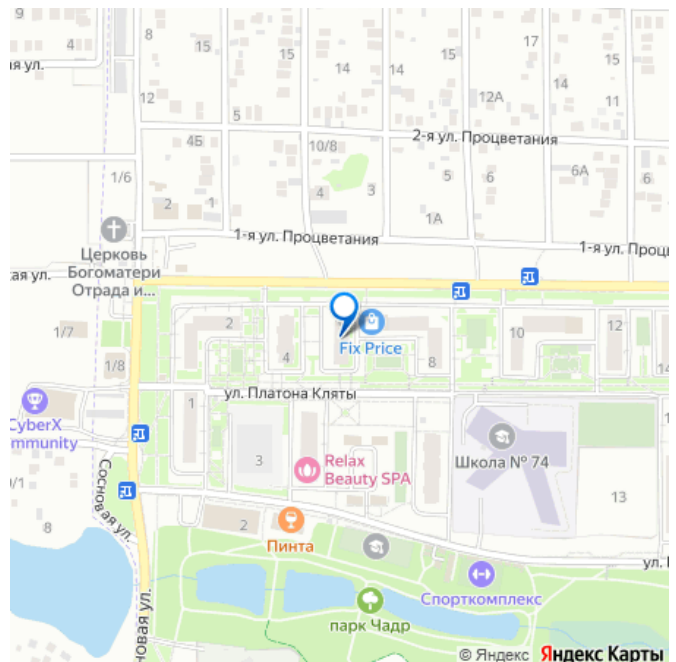 9
4
8
15
15
14
14
17
15
14
11
12
5
12А
ая ул.
2-я ул. Процветания
4Б
10/8
1/6
2
1
4
3
5
6
6А
6
1А
1-я ул. Процветания
1-я ул. Проц
Церковь
Богоматери
Отрада и...
кая ул.
1/7
1/8
2
4
Fix Price
8
10
12
14
ул. Платона Кляты
CyberX
mmunity
1
3
Relax
Beauty SPA
Школа № 74
13
0/1
8
Сосновая ул.
2
Пинта
ул.
Спорткомплекс
парк Чадр
новая ул.
© Яндекс Яндекс Карты